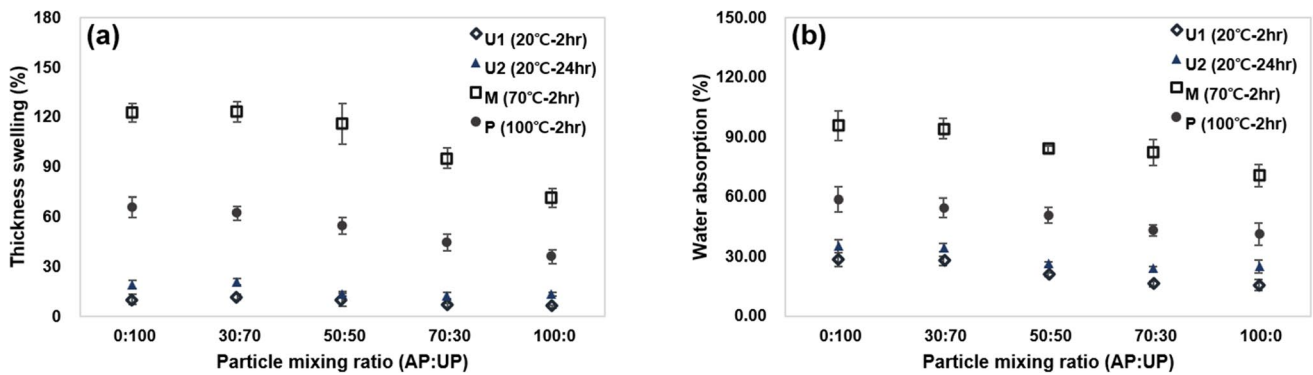 (a)
Thickness swelling (%)
180
150
120
90
60
30
0
U1 (20℃-2hr)
U2 (20℃-24hr)
M (70℃-2hr)
P (100℃-2hr)
0:100 30:70 50:50 70:30 100:0
Particle mixing ratio (AP:UP)
(b)
Water absorption (%)
150.00
120.00
90.00
60.00
30.00
0.00
U1 (20℃-2hr)
U2 (20℃-24hr)
M (70℃-2hr)
P (100℃-2hr)
0:100 30:70 50:50 70:30 100:0
Particle mixing ratio (AP:UP)